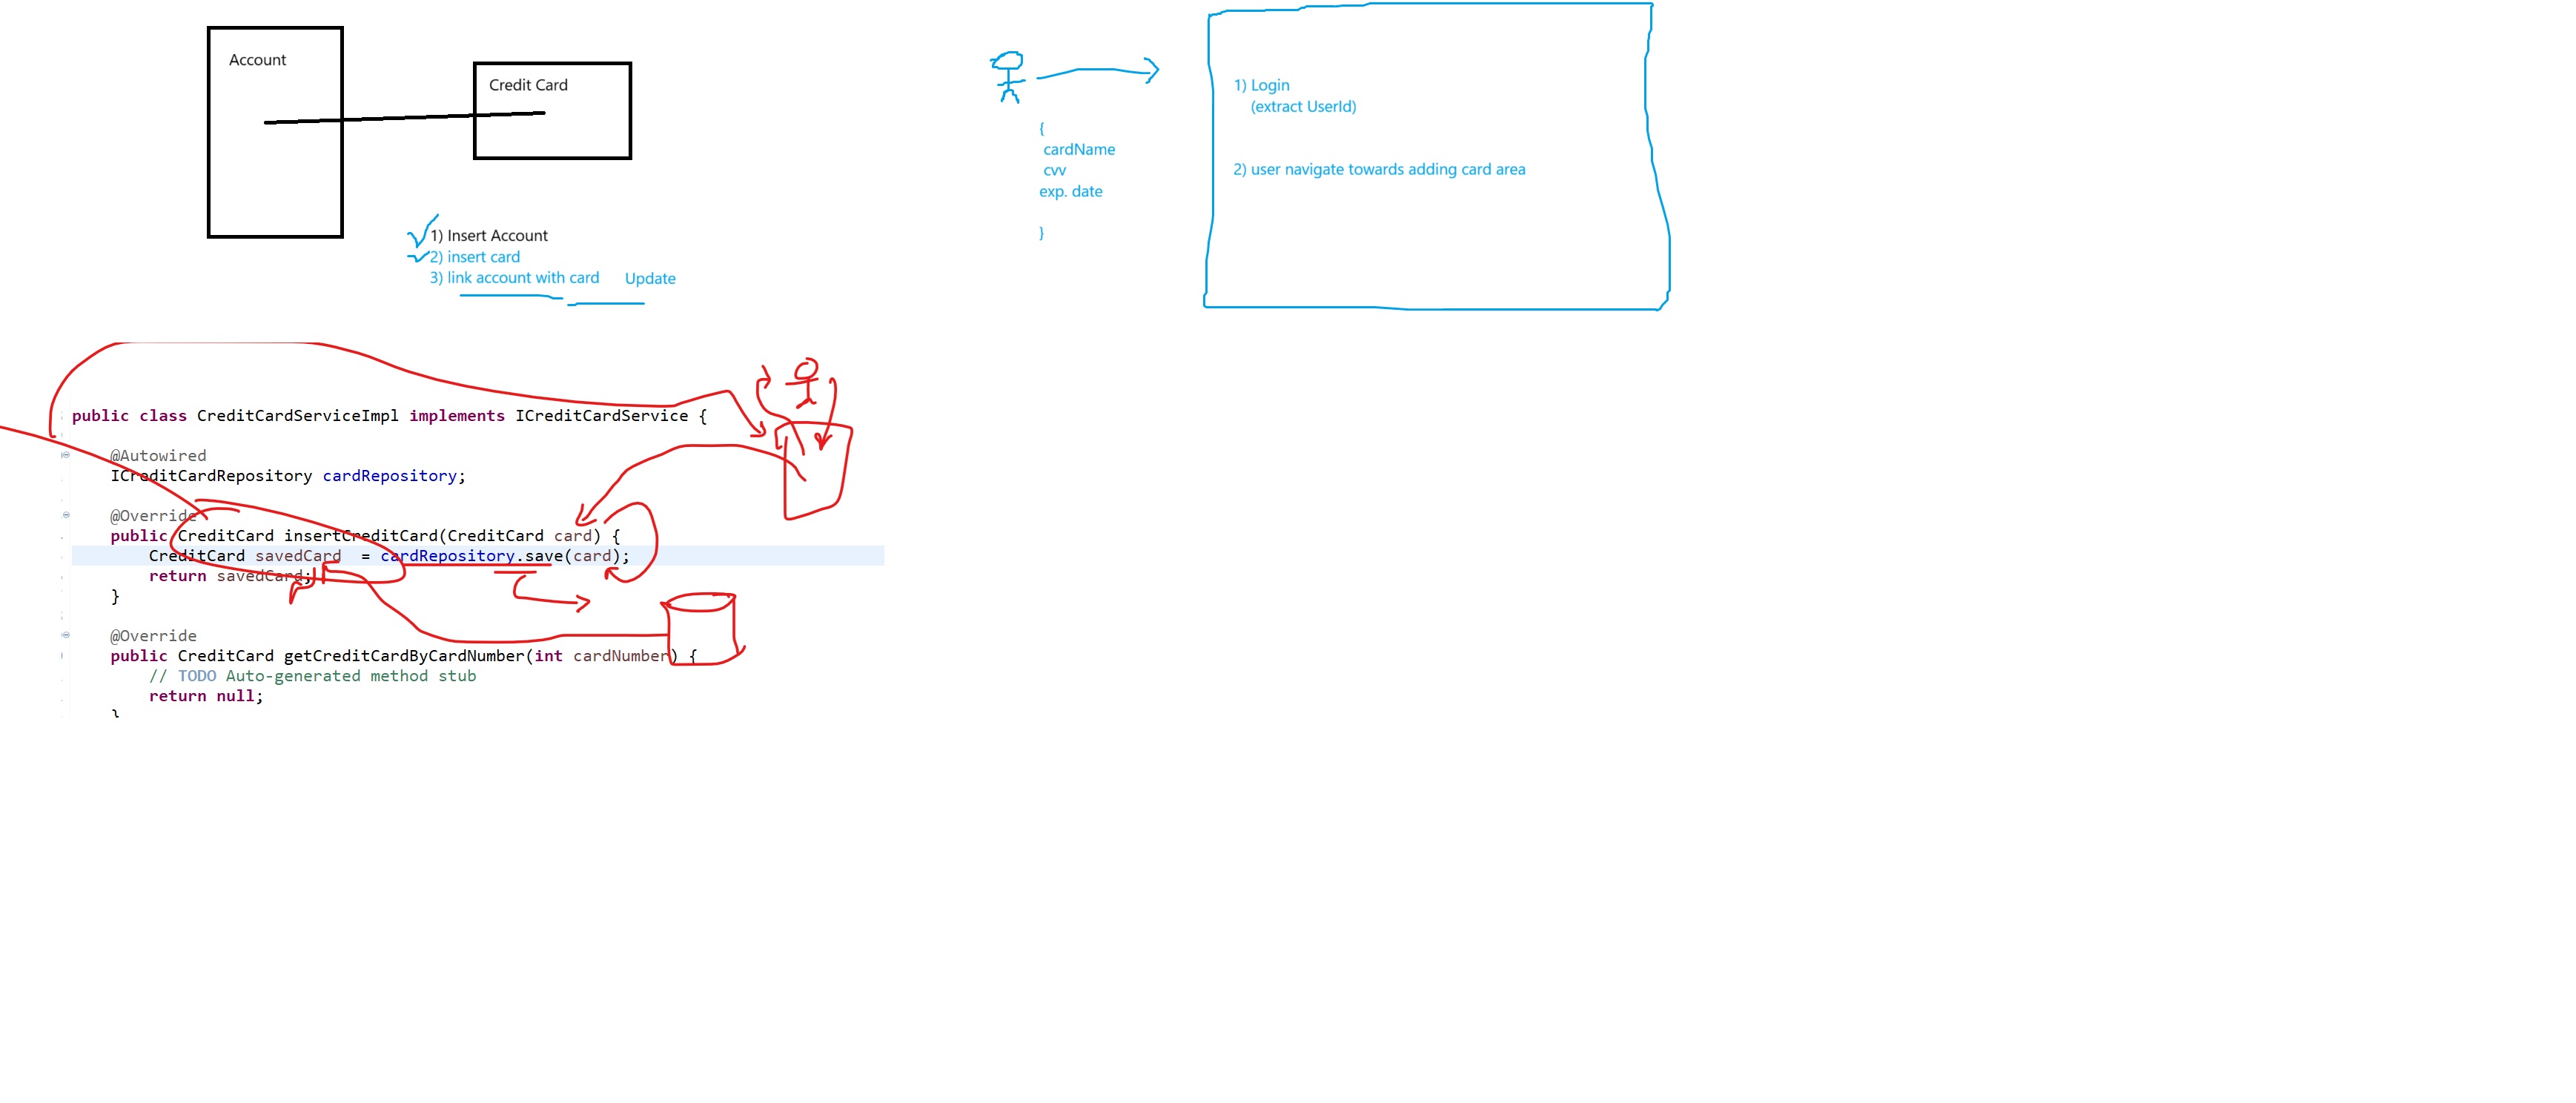 Account
Credit Card
1) Insert Account
2) insert card
3) link account with card Update
{
cardName
cvv
exp. date
}
1) Login
(extract UserId)
2) user navigate towards adding card area
public class CreditCardServiceImpl implements ICreditCardService {
@Autowired
ICreditCardRepository cardRepository;
@Override
public CreditCard insertCreditCard(CreditCard card) {
CreditCard savedCard = cardRepository.save(card);
return savedCard;
}
@Override
public CreditCard getCreditCardByCardNumber(int cardNumber) {
// TODO Auto-generated method stub
return null;
}